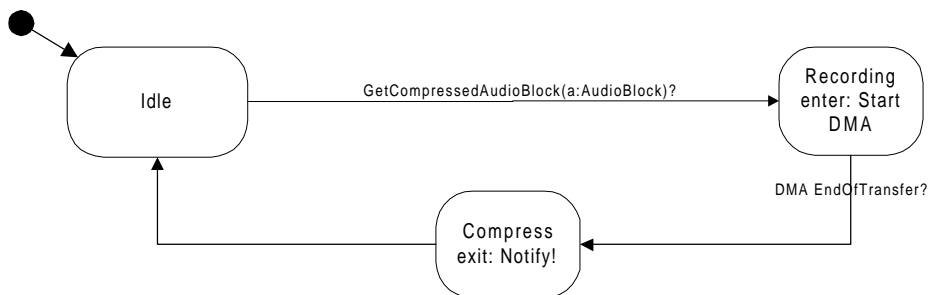 Idle
GetCompressedAudioBlock(a:AudioBlock)?
Recording
enter: Start
DMA
DMA EndOfTransfer?
Compress
exit: Notify!